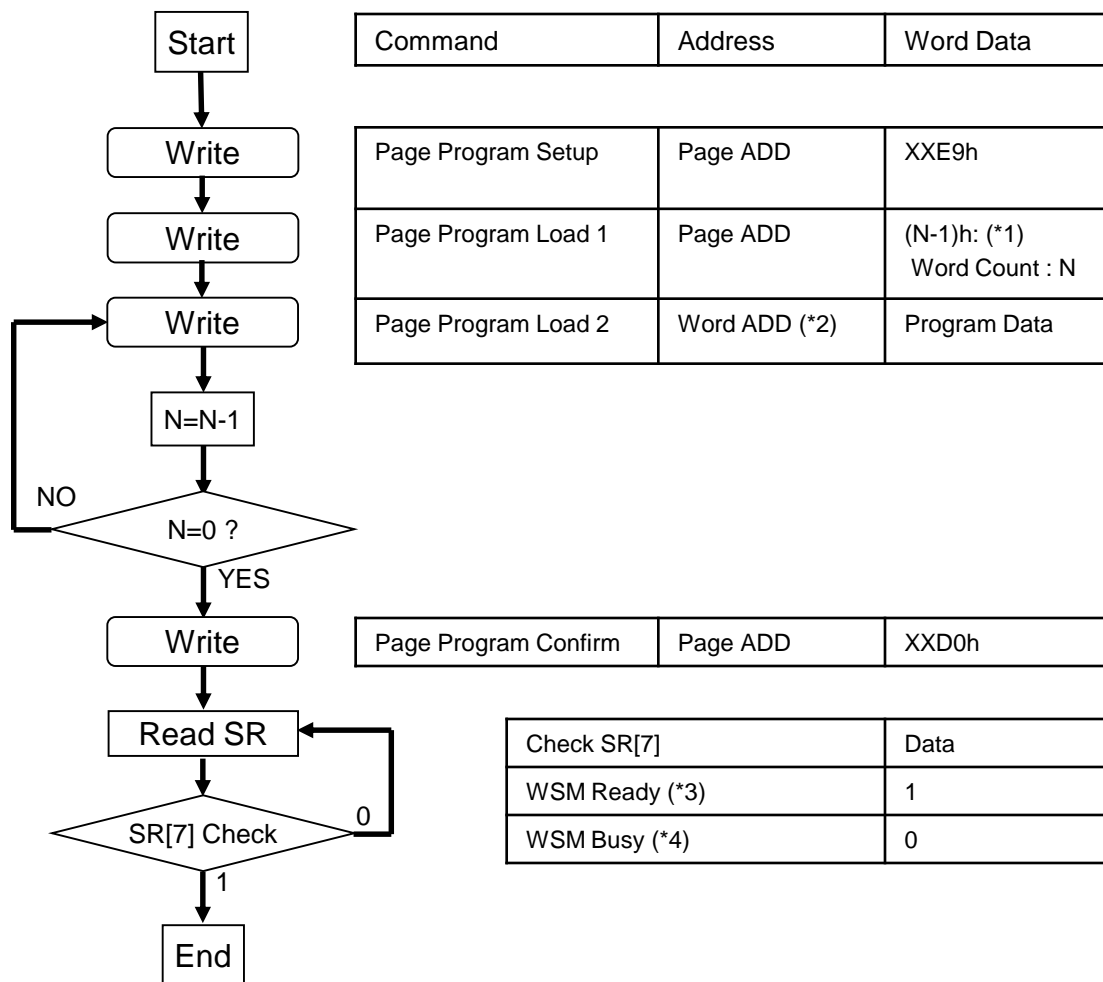 Start
Command Address Word Data
Write
Page Program Setup Page ADD XXE9h
Write
Page Program Load 1 Page ADD (N-1)h: (*1)
Word Count : N
Write
Page Program Load 2 Word ADD (*2) Program Data
N=N-1
NO
N=0 ?
YES
Write
Page Program Confirm Page ADD XXD0h
Read SR
Check SR[7] Data
WSM Ready (*3) 1
0
SR[7] Check
WSM Busy (*4) 0
1
End